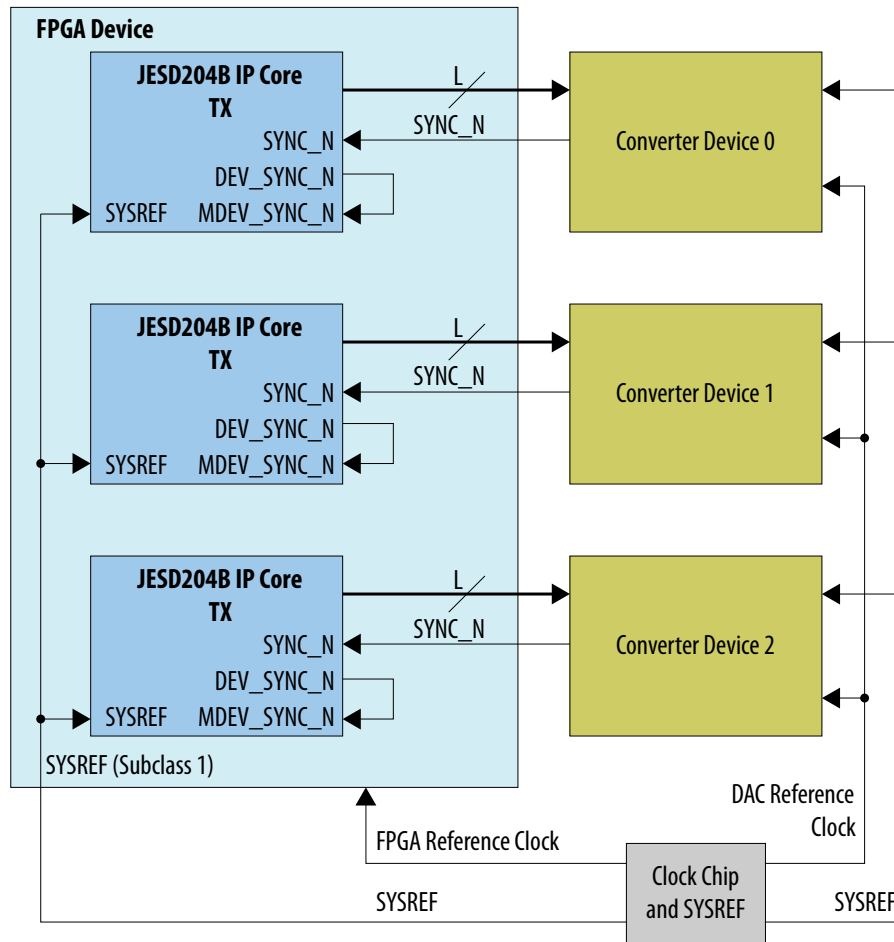 FPGA Device
JESD204B IP Core
TX
SYNC_N
DEV_SYNC_N
SYSREF MDEV_SYNC_N
L
SYNC_N
Converter Device 0
JESD204B IP Core
TX
SYNC_N
DEV_SYNC_N
SYSREF MDEV_SYNC_N
L
SYNC_N
Converter Device 1
JESD204B IP Core
TX
SYNC_N
DEV_SYNC_N
SYSREF MDEV_SYNC_N
L
SYNC_N
Converter Device 2
SYSREF (Subclass 1)
FPGA Reference Clock
DAC Reference
Clock
Clock Chip
and SYSREF
SYSREF
SYSREF